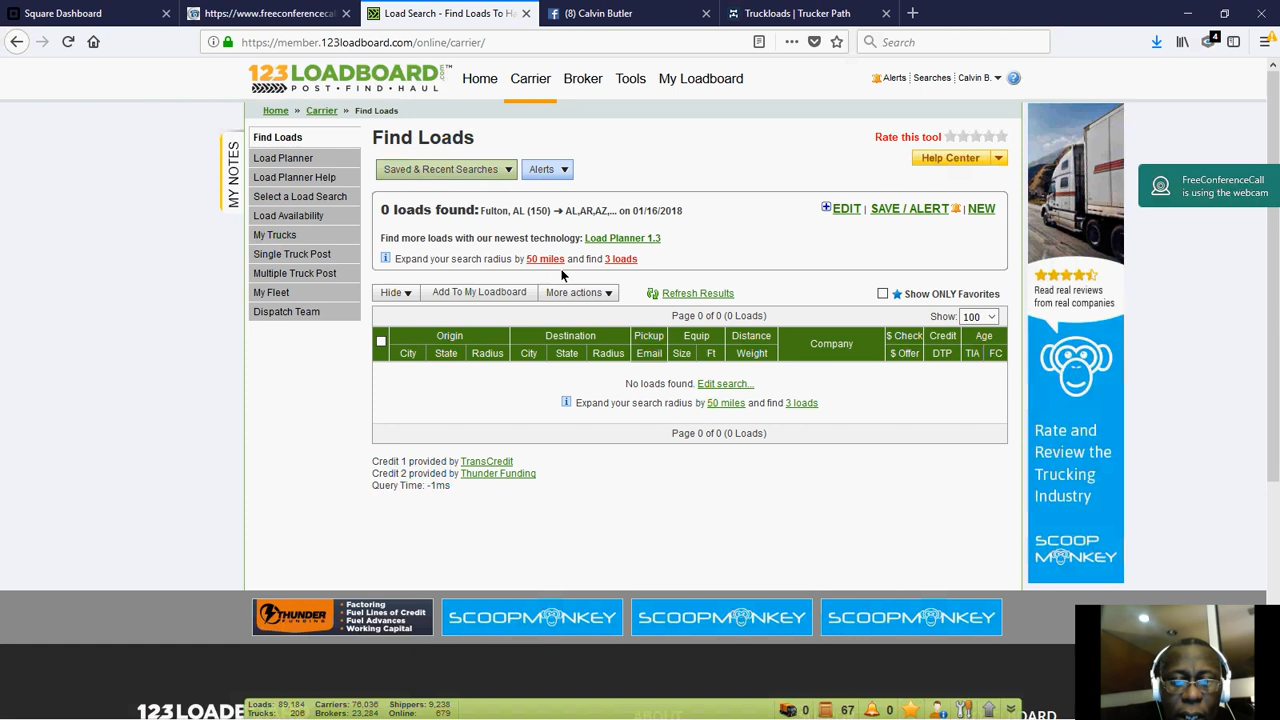 Square Dashboard
https://www.freeconferencecal
Load Search - Find Loads To Ha
(8) Calvin Butler
Truckloads | Trucker Path
https://member.123loadboard.com/online/carrier/
Search
4
123LOADBOARD.com™
POST • FIND • HAUL
Home Carrier Broker Tools My Loadboard
Alerts Searches Calvin B. ?
Home » Carrier » Find Loads
MY NOTES
Find Loads
Load Planner
Load Planner Help
Select a Load Search
Load Availability
My Trucks
Single Truck Post
Multiple Truck Post
My Fleet
Dispatch Team
Find Loads
Rate this tool
Help Center
Saved & Recent Searches
Alerts
0 loads found: Fulton, AL (150) → AL,AR,AZ,... on 01/16/2018
EDIT SAVE / ALERT NEW
Find more loads with our newest technology: Load Planner 1.3
Expand your search radius by 50 miles and find 3 loads
Hide Add To My Loadboard More actions Refresh Results Show ONLY Favorites
Page 0 of 0 (0 Loads) Show: 100
Origin Destination Pickup Equip Distance Company $ Check Credit Age
City State Radius City State Radius Email Size Ft Weight $ Offer DTP TIA FC
No loads found. Edit search...
Expand your search radius by 50 miles and find 3 loads
Page 0 of 0 (0 Loads)
Credit 1 provided by TransCredit
Credit 2 provided by Thunder Funding
Query Time: -1ms
FreeConferenceCall
is using the webcam
Read real reviews
from real companies
Rate and
Review the
Trucking
Industry
SCOOP
MONKEY
THUNDER
FUNDING
• Factoring
• Fuel Lines of Credit
• Fuel Advances
• Working Capital
SCOOPMONKEY
SCOOPMONKEY
SCOOPMONKEY
Loads: 89,184 Carriers: 76,036 Shippers: 9,238
Trucks: 206 Brokers: 23,284 Online: 679
0 67 0